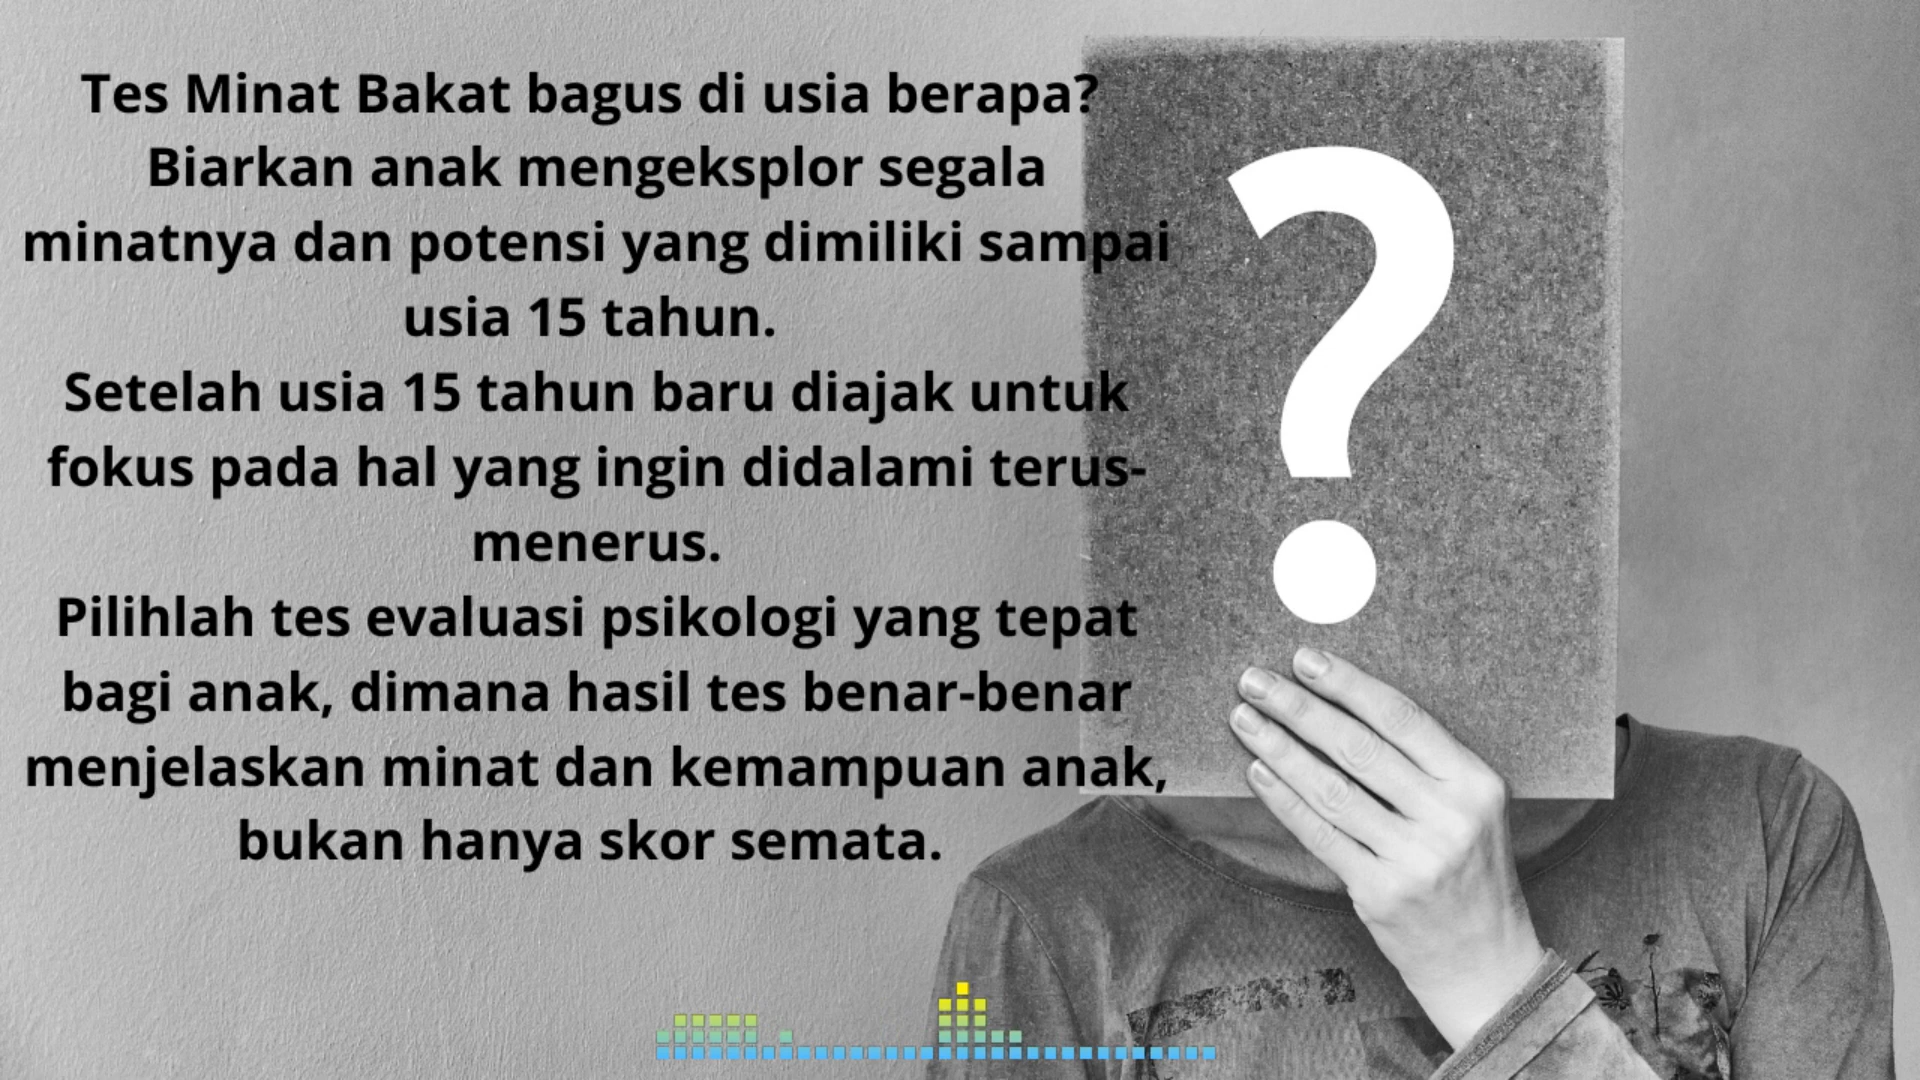 Tes Minat Bakat bagus di usia berapa?
Biarkan anak mengeksplor segala
minatnya dan potensi yang dimiliki sampai
usia 15 tahun.
Setelah usia 15 tahun baru diajak untuk
fokus pada hal yang ingin didalami terus-
menerus.
Pilihlah tes evaluasi psikologi yang tepat
bagi anak, dimana hasil tes benar-benar
menjelaskan minat dan kemampuan anak,
bukan hanya skor semata.
?